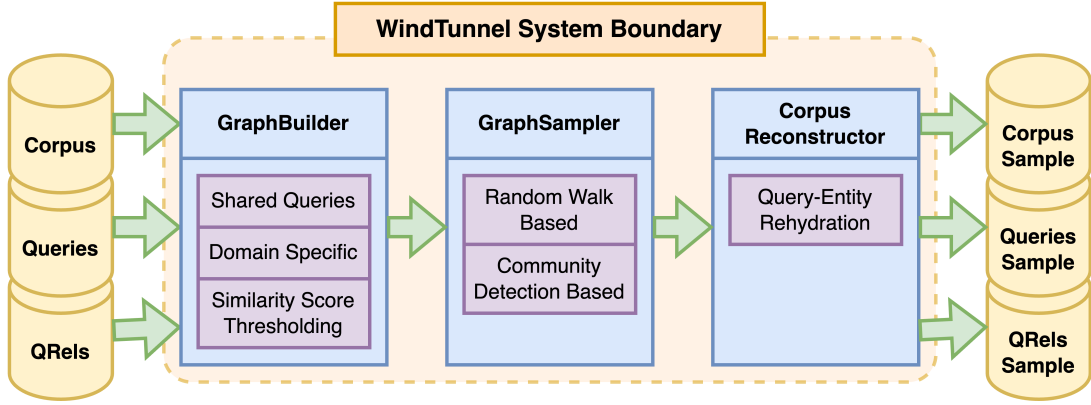 WindTunnel System Boundary
Corpus
Queries
QRels
GraphBuilder
Shared Queries
Domain Specific
Similarity Score
Thresholding
GraphSampler
Random Walk
Based
Community
Detection Based
Corpus
Reconstructor
Query-Entity
Rehydration
Corpus
Sample
Queries
Sample
QRels
Sample